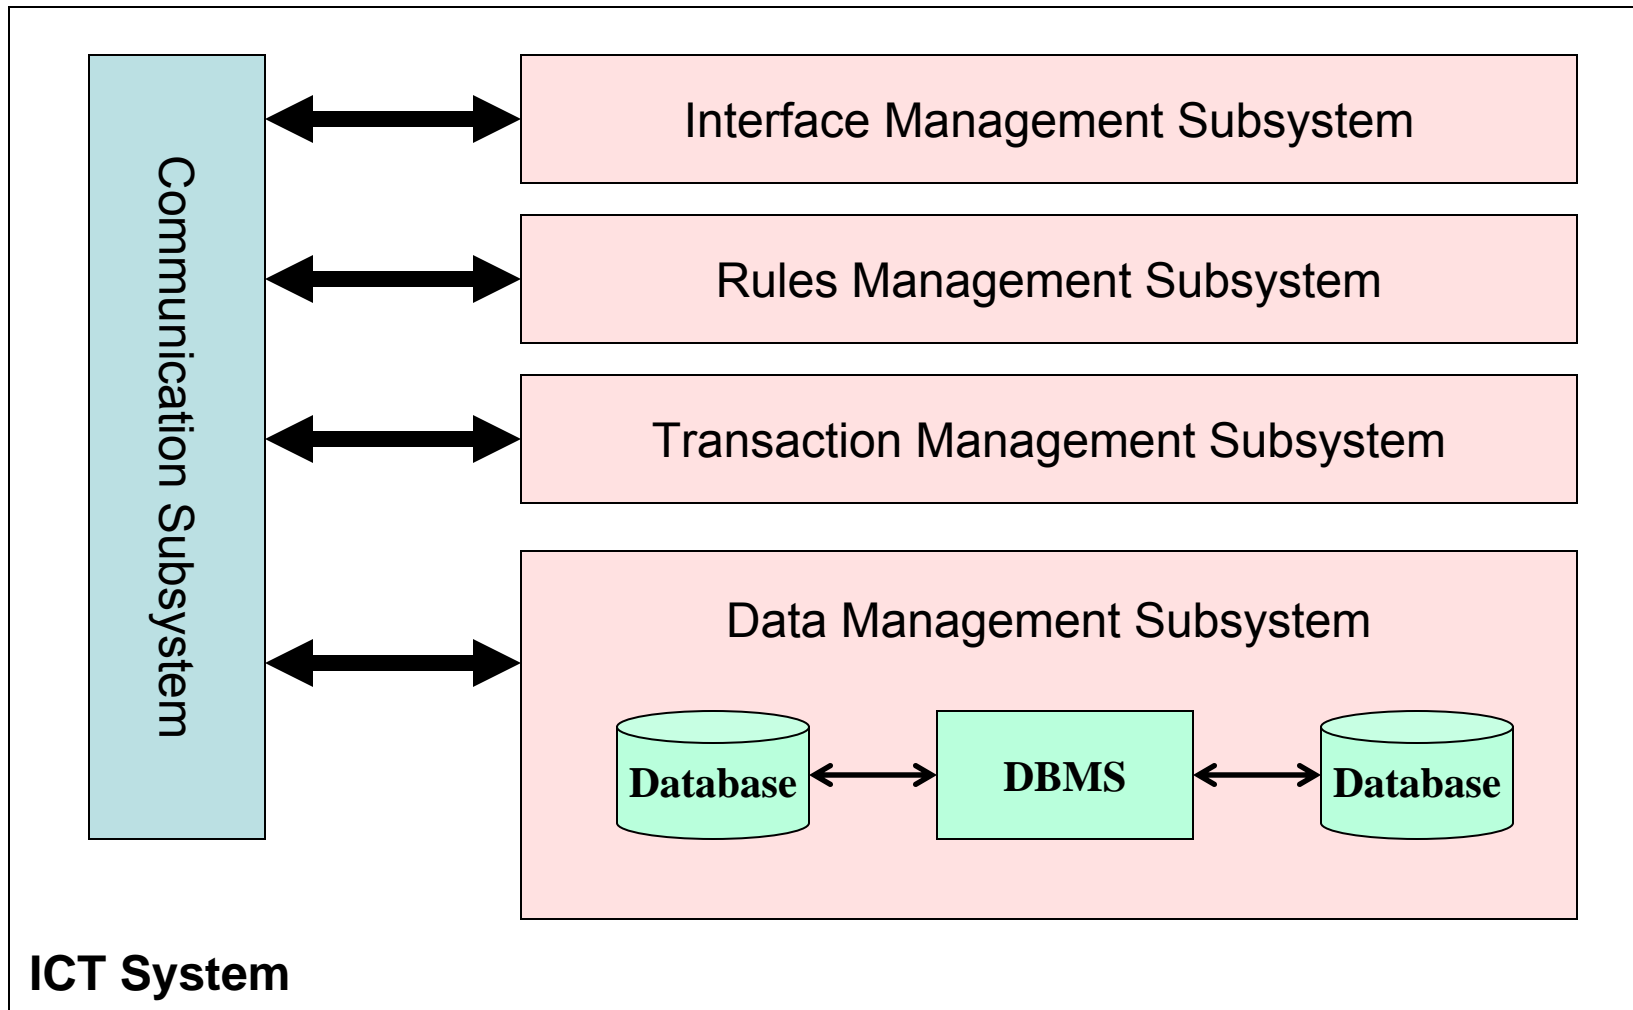 Communication Subsystem
Interface Management Subsystem
Rules Management Subsystem
Transaction Management Subsystem
Data Management Subsystem
Database
DBMS
Database
ICT System